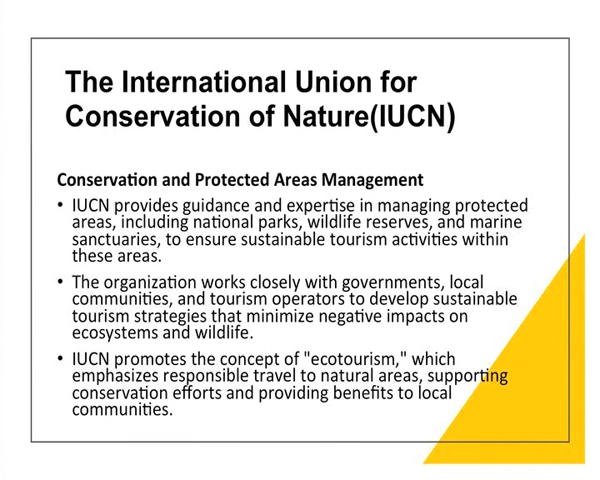 The International Union for
Conservation of Nature(IUCN)
Conservation and Protected Areas Management
• IUCN provides guidance and expertise in managing protected
areas, including national parks, wildlife reserves, and marine
sanctuaries, to ensure sustainable tourism activities within
these areas.
• The organization works closely with governments, local
communities, and tourism operators to develop sustainable
tourism strategies that minimize negative impacts on
ecosystems and wildlife.
• IUCN promotes the concept of "ecotourism," which
emphasizes responsible travel to natural areas, supporting
conservation efforts and providing benefits to local
communities.